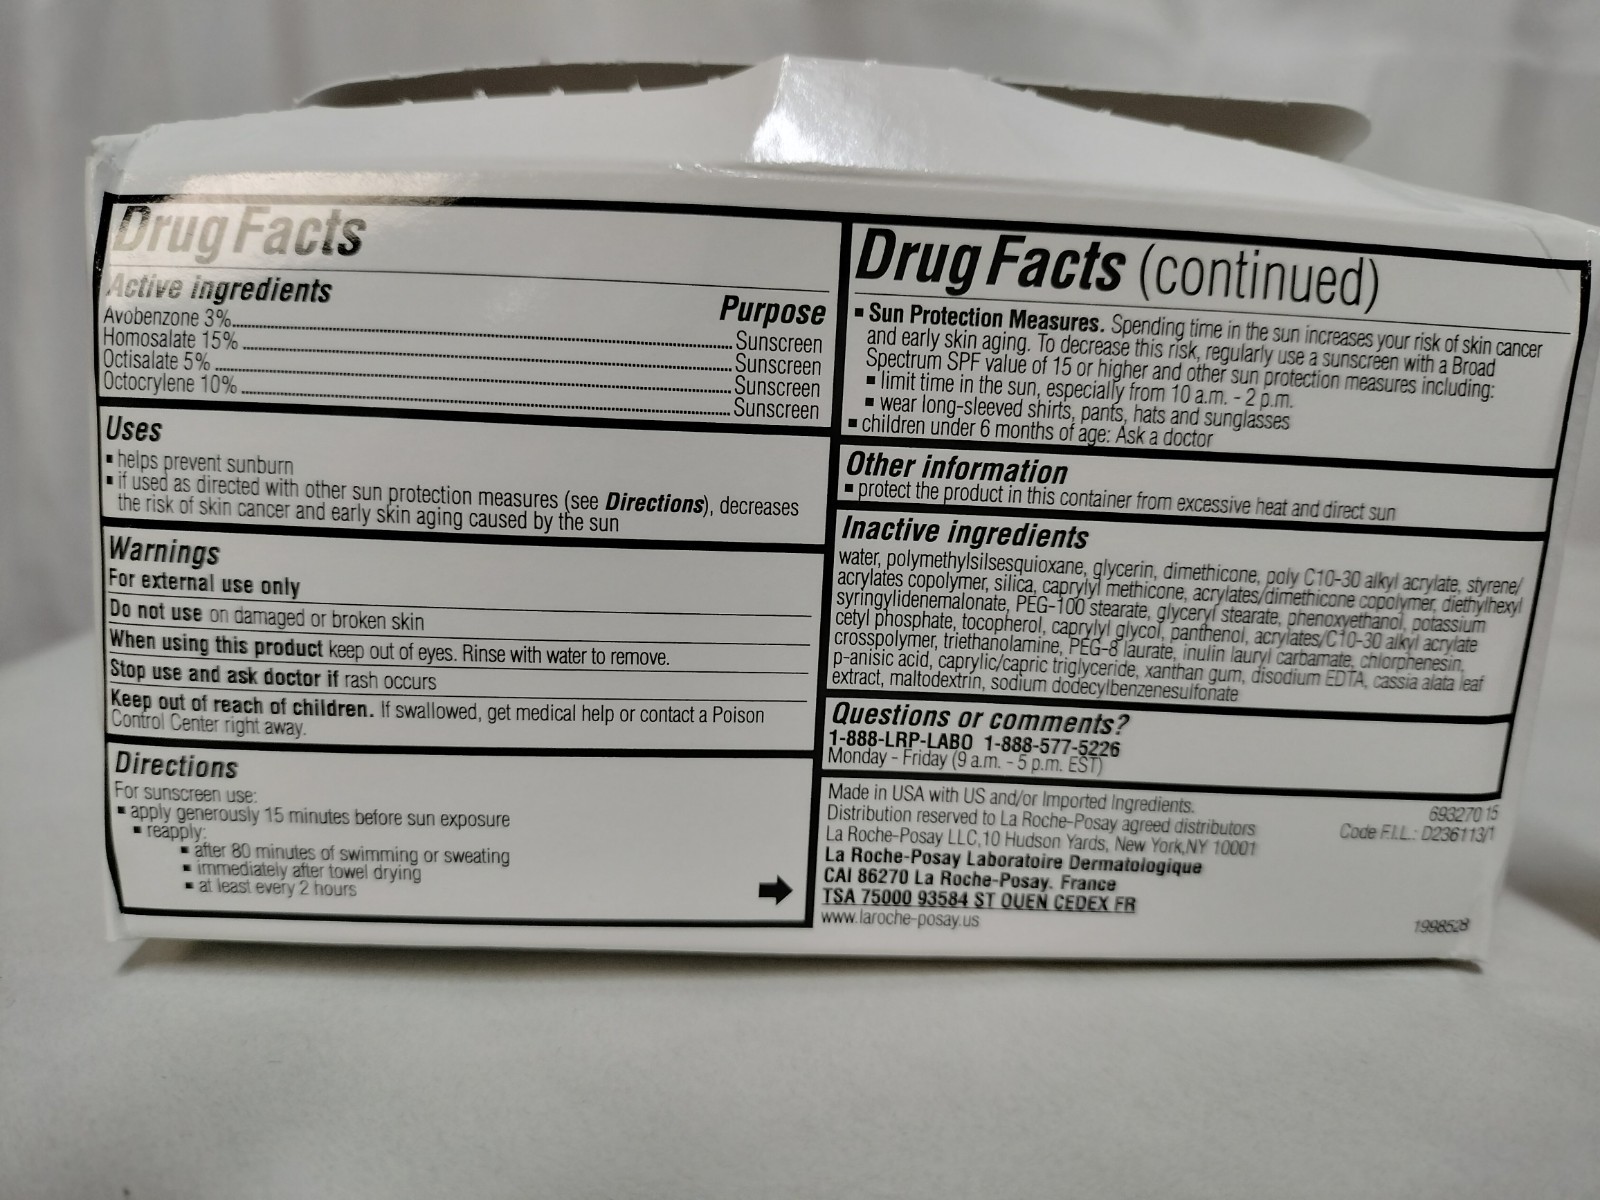 Drug Facts
Active ingredients
Purpose
Avobenzone 3% Sunscreen
Homosalate 15% Sunscreen
Octisalate 5% Sunscreen
Octocrylene 10% Sunscreen
Uses
▪ helps prevent sunburn
▪ if used as directed with other sun protection measures (see Directions), decreases
the risk of skin cancer and early skin aging caused by the sun
Warnings
For external use only
Do not use on damaged or broken skin
When using this product keep out of eyes. Rinse with water to remove.
Stop use and ask doctor if rash occurs
Keep out of reach of children. If swallowed, get medical help or contact a Poison
Control Center right away.
Directions
For sunscreen use:
▪ apply generously 15 minutes before sun exposure
▪ reapply:
▪ after 80 minutes of swimming or sweating
▪ immediately after towel drying
▪ at least every 2 hours
Drug Facts (continued)
▪ Sun Protection Measures. Spending time in the sun increases your risk of skin cancer
and early skin aging. To decrease this risk, regularly use a sunscreen with a Broad
Spectrum SPF value of 15 or higher and other sun protection measures including:
▪ limit time in the sun, especially from 10 a.m. - 2 p.m.
▪ wear long-sleeved shirts, pants, hats and sunglasses
▪ children under 6 months of age: Ask a doctor
Other information
▪ protect the product in this container from excessive heat and direct sun
Inactive ingredients
water, polymethylsilsesquioxane, glycerin, dimethicone, poly C10-30 alkyl acrylate, styrene/
acrylates copolymer, silica, caprylyl methicone, acrylates/dimethicone copolymer, diethylhexyl
syringylidenemalonate, PEG-100 stearate, glyceryl stearate, phenoxyethanol, potassium
cetyl phosphate, tocopherol, caprylyl glycol, panthenol, acrylates/C10-30 alkyl acrylate
crosspolymer, triethanolamine, PEG-8 laurate, inulin lauryl carbamate, chlorphenesin,
p-anisic acid, caprylic/capric triglyceride, xanthan gum, disodium EDTA, cassia alata leaf
extract, maltodextrin, sodium dodecylbenzenesulfonate
Questions or comments?
1-888-LRP-LABO 1-888-577-5226
Monday - Friday (9 a.m. - 5 p.m. EST)
Made in USA with US and/or Imported Ingredients.
Distribution reserved to La Roche-Posay agreed distributors
La Roche-Posay LLC,10 Hudson Yards, New York,NY 10001
La Roche-Posay Laboratoire Dermatologique
CAI 86270 La Roche-Posay. France
TSA 75000 93584 ST OUEN CEDEX FR
www.laroche-posay.us
693270 15
Code F.I.L.: D236113/1
1998528